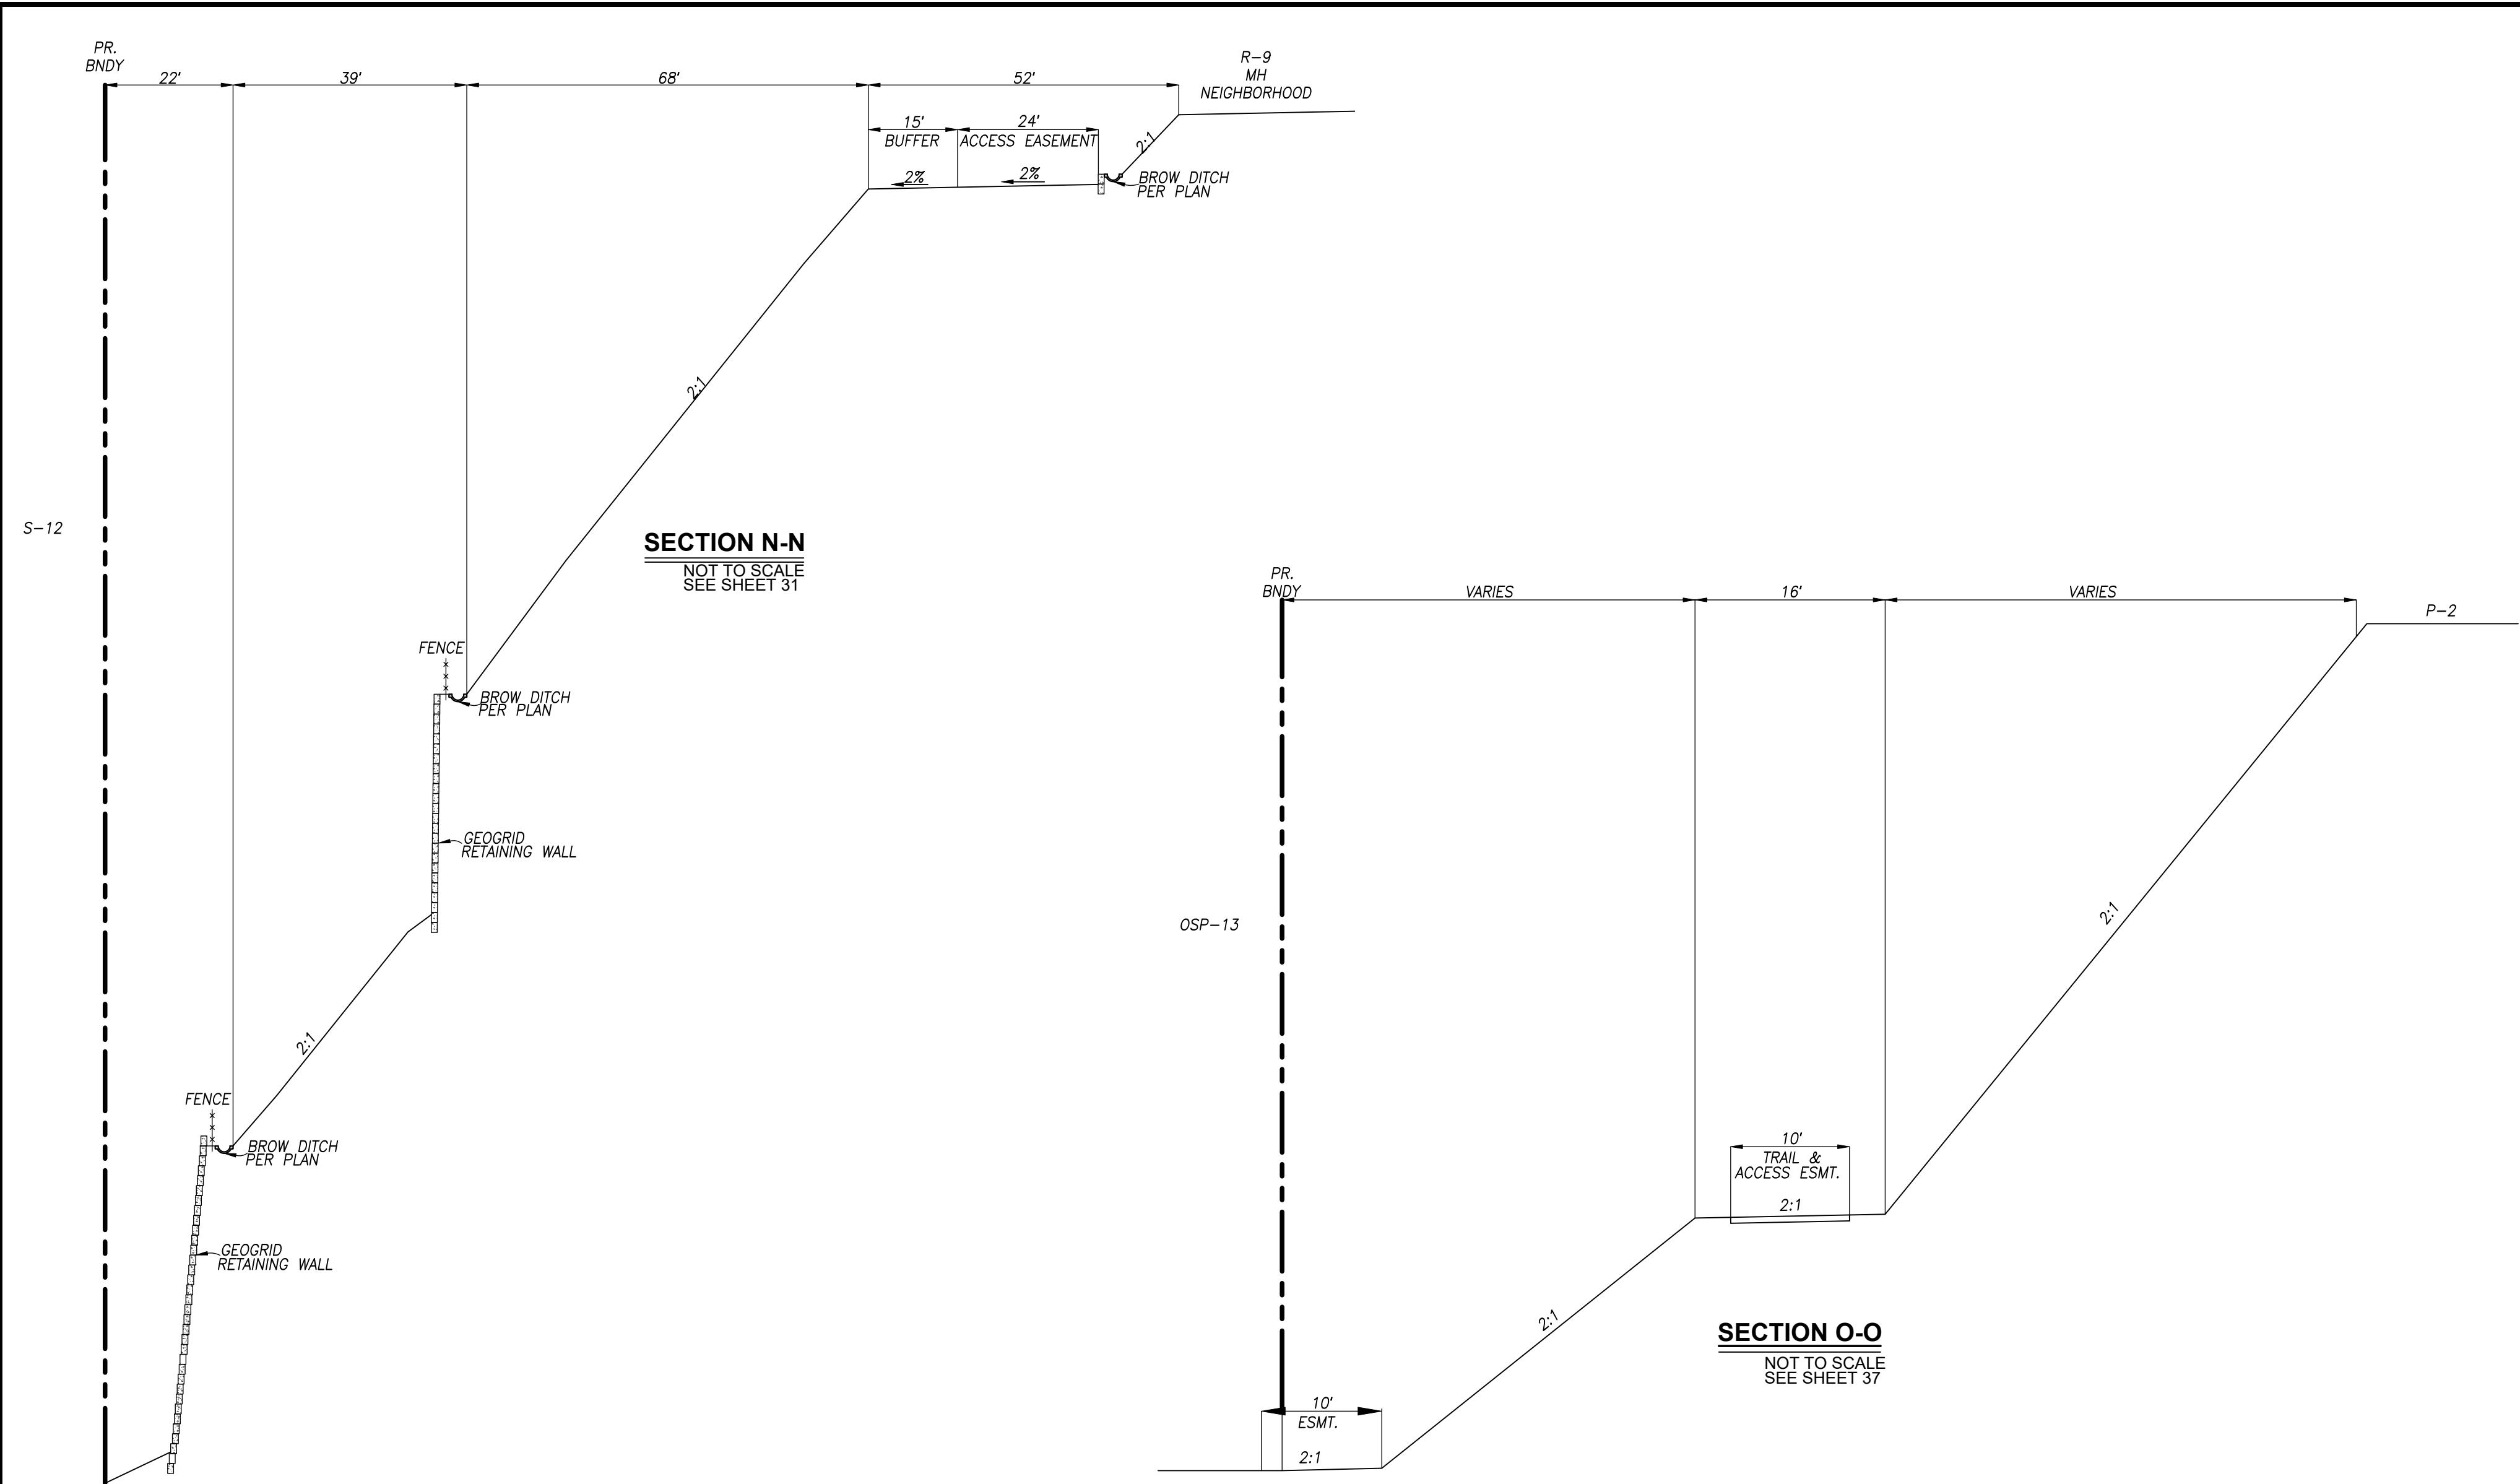 PR.
BNDY
22'
39'
68'
52'
R-9
MH
NEIGHBORHOOD
15'
BUFFER
24'
ACCESS EASEMENT
2:1
2%
2%
BROW DITCH
PER PLAN
2:1
S-12
SECTION N-N
NOT TO SCALE
SEE SHEET 31
FENCE
BROW DITCH
PER PLAN
GEOGRID
RETAINING WALL
2:1
FENCE
BROW DITCH
PER PLAN
GEOGRID
RETAINING WALL
PR.
BNDY
VARIES
16'
VARIES
P-2
OSP-13
2:1
10'
TRAIL &
ACCESS ESMT.
2:1
2:1
SECTION O-O
NOT TO SCALE
SEE SHEET 37
10'
ESMT.
2:1